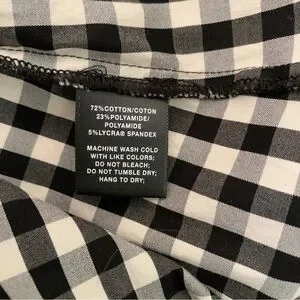 72%COTTON/COTON
23%POLYAMIDE/
POLYAMIDE
5%LYCRA® SPANDEX
MACHINE WASH COLD
WITH LIKE COLORS;
DO NOT BLEACH;
DO NOT TUMBLE DRY;
HANG TO DRY;